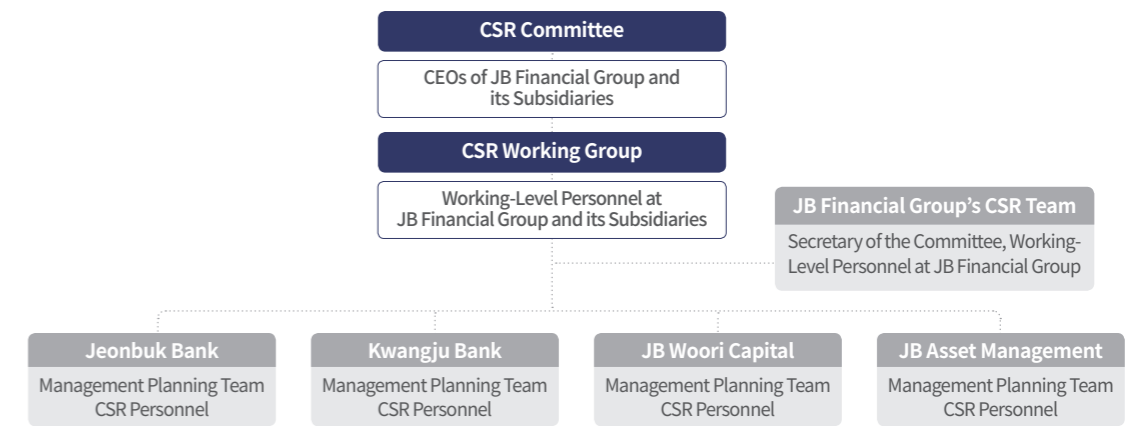 CSR Committee
CEOs of JB Financial Group and
its Subsidiaries
CSR Working Group
Working-Level Personnel at
JB Financial Group and its Subsidiaries
JB Financial Group’s CSR Team
Secretary of the Committee, Working-
Level Personnel at JB Financial Group
Jeonbuk Bank
Management Planning Team
CSR Personnel
Kwangju Bank
Management Planning Team
CSR Personnel
JB Woori Capital
Management Planning Team
CSR Personnel
JB Asset Management
Management Planning Team
CSR Personnel